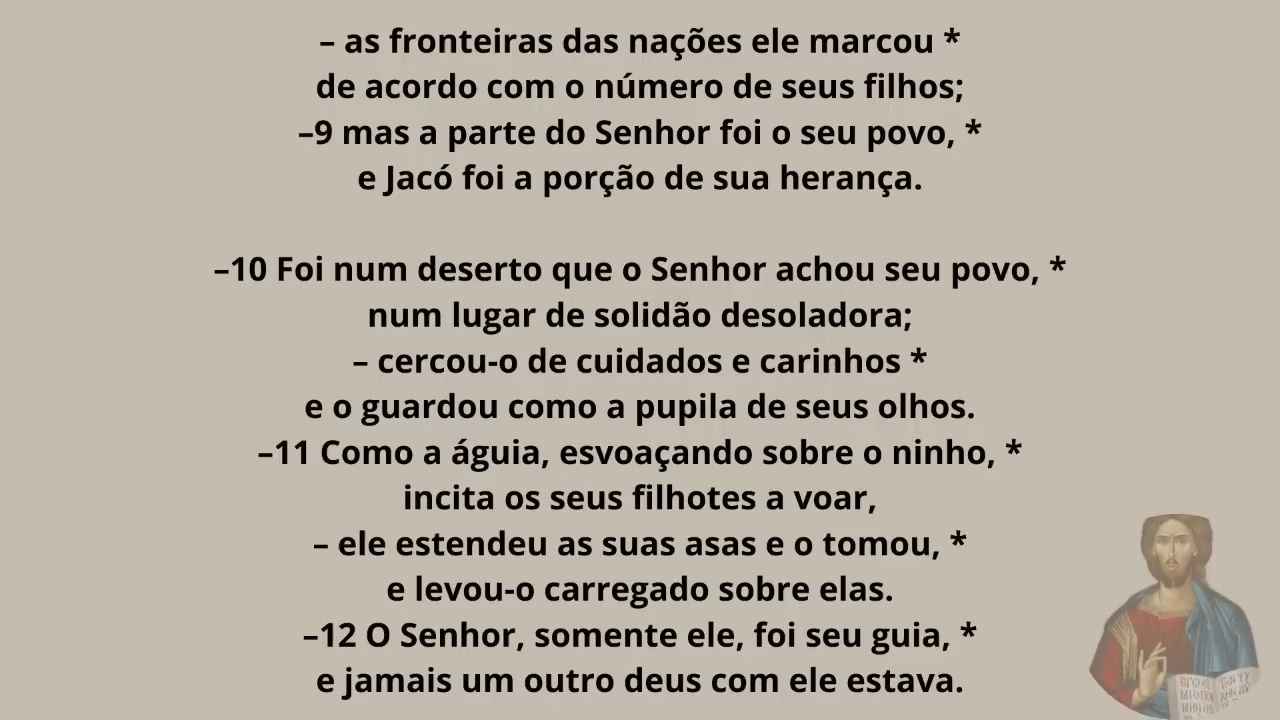 – as fronteiras das nações ele marcou *
de acordo com o número de seus filhos;
–9 mas a parte do Senhor foi o seu povo, *
e Jacó foi a porção de sua herança.
–10 Foi num deserto que o Senhor achou seu povo, *
num lugar de solidão desoladora;
– cercou-o de cuidados e carinhos *
e o guardou como a pupila de seus olhos.
–11 Como a águia, esvoaçando sobre o ninho, *
incita os seus filhotes a voar,
– ele estendeu as suas asas e o tomou, *
e levou-o carregado sobre elas.
–12 O Senhor, somente ele, foi seu guia, *
e jamais um outro deus com ele estava.